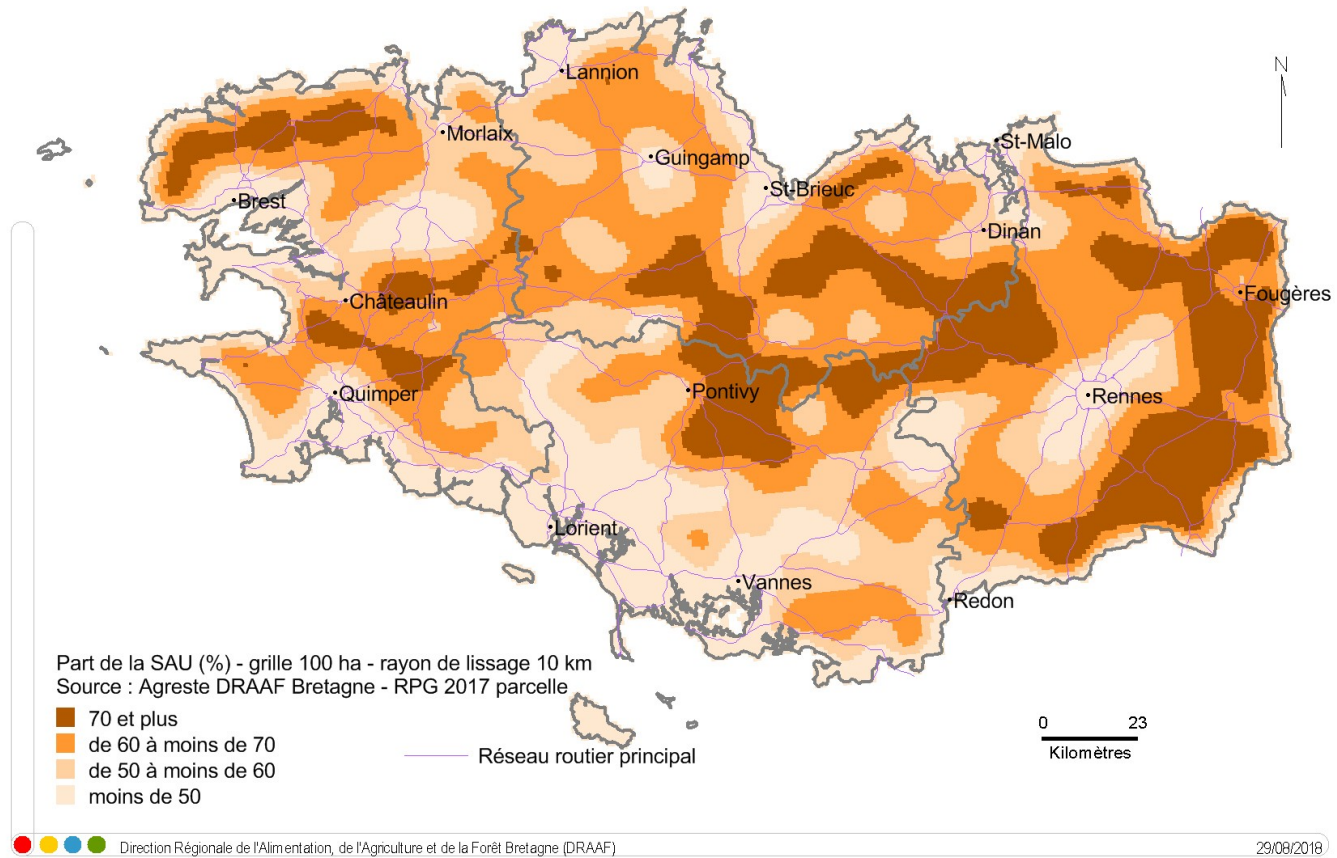 N
Lannion
Morlaix
St-Malo
Guingamp
St-Brieuc
Brest
Dinan
Fougères
Châteaulin
Pontivy
Quimper
Rennes
Lorient
Vannes
Redon
Part de la SAU (%) - grille 100 ha - rayon de lissage 10 km
Source : Agreste DRAAF Bretagne - RPG 2017 parcelle
70 et plus
de 60 à moins de 70
de 50 à moins de 60
moins de 50
Réseau routier principal
0 23
Kilomètres
Direction Régionale de l'Alimentation, de l'Agriculture et de la Forêt Bretagne (DRAAF)
29/08/2018